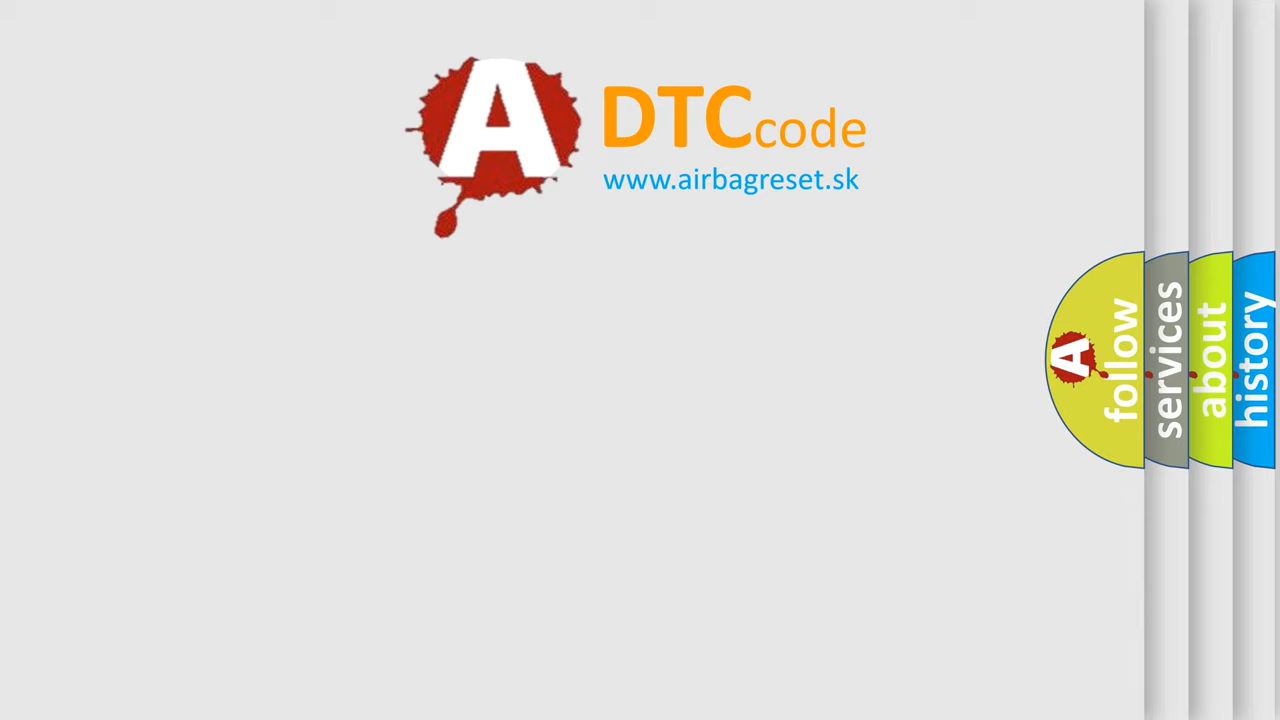 A
DTCcode
www.airbagreset.sk
A
follow
services
about
history